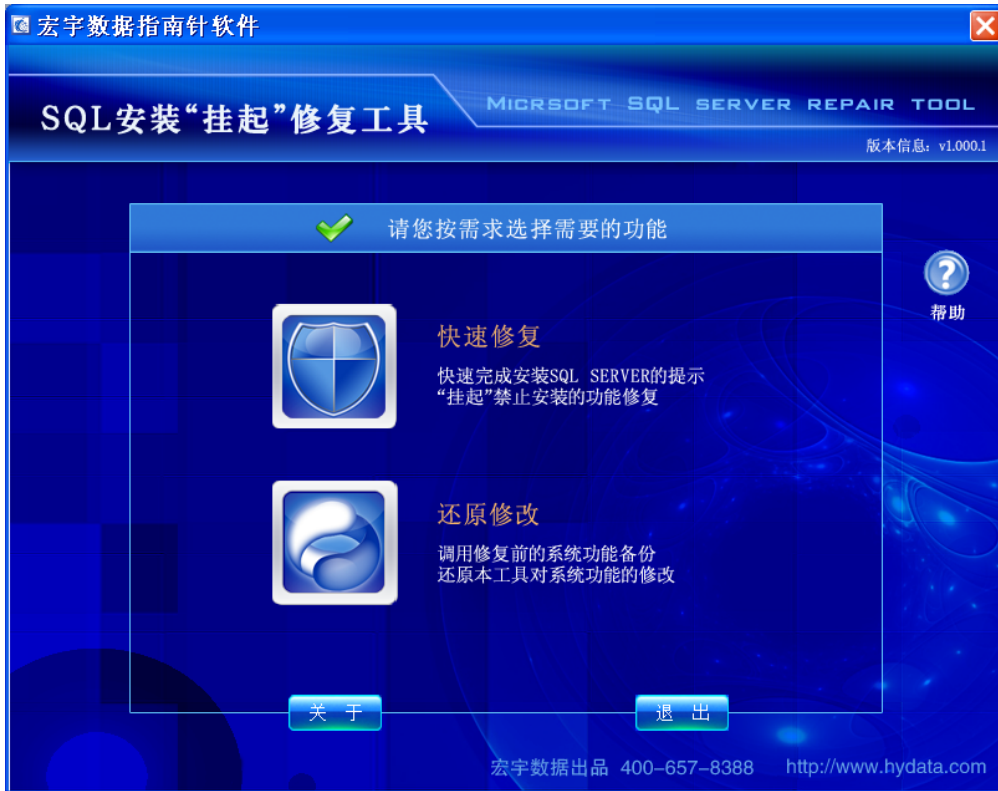 宏宇数据指南针软件
SQL安装“挂起”修复工具
MICRSOFT SQL SERVER REPAIR TOOL
版本信息：v1.000.1
请您按需求选择需要的功能
帮助
快速修复
快速完成安装SQL SERVER的提示
“挂起”禁止安装的功能修复
还原修改
调用修复前的系统功能备份
还原本工具对系统功能的修改
关 于
退 出
宏宇数据出品 400-657-8388 http://www.hydata.com